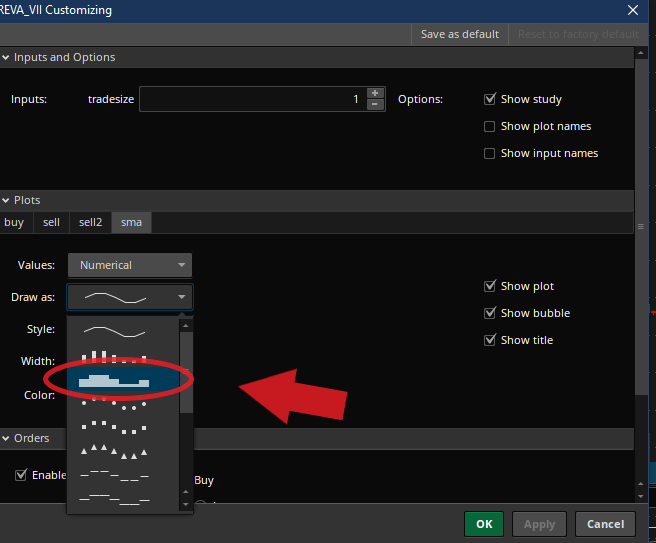 REVA_VII Customizing
Save as default Reset to factory default
Inputs and Options
Inputs: tradesize 1 Options: Show study
Show plot names
Show input names
Plots
buy sell sell2 sma
Values: Numerical
Draw as: Show plot
Show bubble
Style:
Show title
Width:
Color:
Orders
Enable Buy
OK Apply Cancel